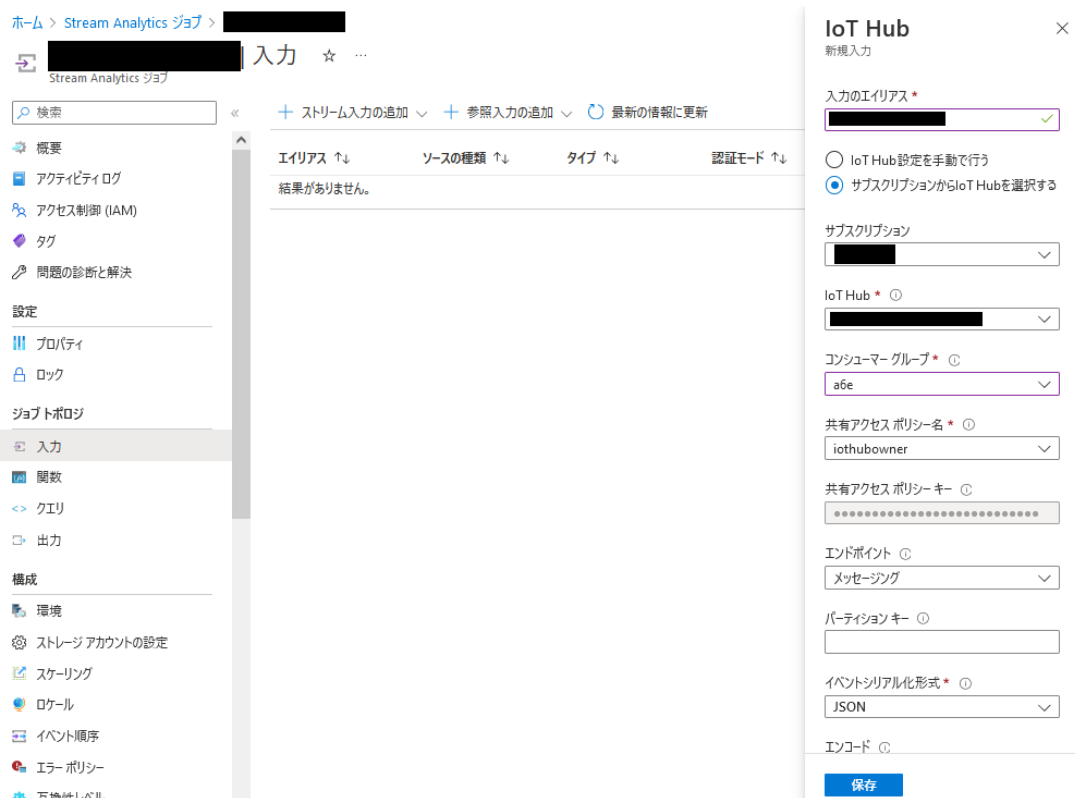 ホーム > Stream Analytics ジョブ >
| 入力
Stream Analytics ジョブ
検索
概要
アクティビティ ログ
アクセス制御 (IAM)
タグ
問題の診断と解決
設定
プロパティ
ロック
ジョブ トポロジ
入力
関数
クエリ
出力
構成
環境
ストレージ アカウントの設定
スケーリング
ロケール
イベント順序
エラー ポリシー
互換性レベル
ストリーム入力の追加
参照入力の追加
最新の情報に更新
エイリアス ↑↓ ソースの種類 ↑↓ タイプ ↑↓ 認証モード ↑↓
結果がありません。
IoT Hub
新規入力
入力のエイリアス *
IoT Hub設定を手動で行う
サブスクリプションからIoT Hubを選択する
サブスクリプション
IoT Hub *
コンシューマー グループ *
a6e
共有アクセス ポリシー名 *
iothubowner
共有アクセス ポリシー キー
エンドポイント
メッセージング
パーティション キー
イベントシリアル化形式 *
JSON
エンコード
保存